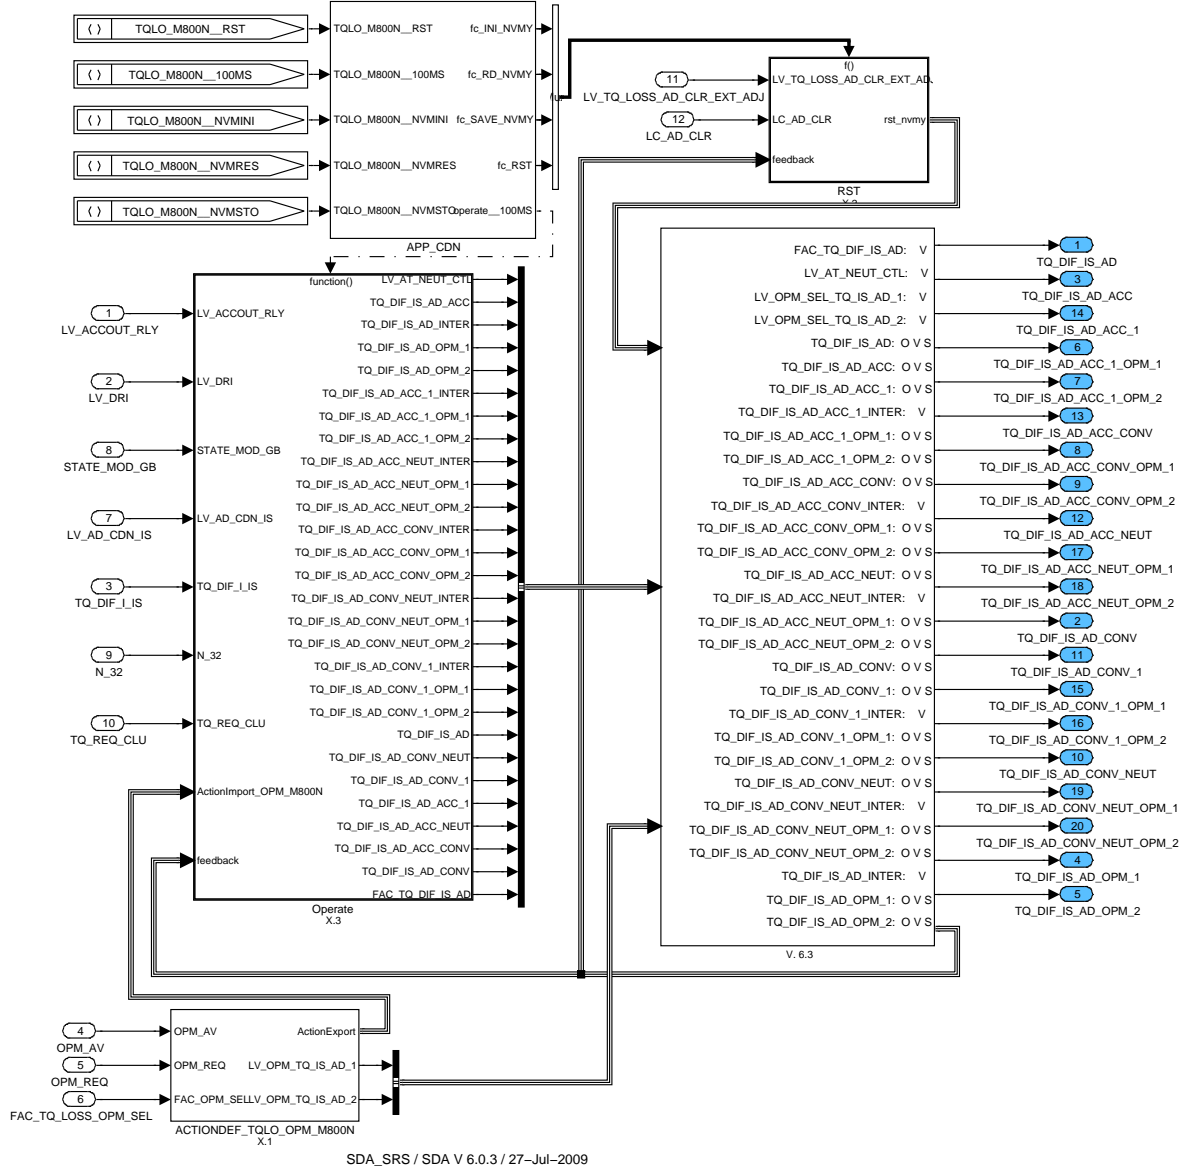 ( ) TQLO_M800N__RST
( ) TQLO_M800N__100MS
( ) TQLO_M800N__NVMINI
( ) TQLO_M800N__NVMRES
( ) TQLO_M800N__NVMSTO
TQLO_M800N__RST fc_INI_NVMY
TQLO_M800N__100MS fc_RD_NVMY
TQLO_M800N__NVMINI fc_SAVE_NVMY
TQLO_M800N__NVMRES fc_RST
TQLO_M800N__NVMSTO operate__100MS
APP_CDN
11
LV_TQ_LOSS_AD_CLR_EXT_ADJ
12
LC_AD_CLR
f()
LV_TQ_LOSS_AD_CLR_EXT_ADJ
LC_AD_CLR rst_nvmy
feedback
RST
1
LV_ACCOUT_RLY
2
LV_DRI
8
STATE_MOD_GB
7
LV_AD_CDN_IS
3
TQ_DIF_I_IS
9
N_32
10
TQ_REQ_CLU
function()
LV_ACCOUT_RLY
LV_DRI
STATE_MOD_GB
LV_AD_CDN_IS
TQ_DIF_I_IS
N_32
TQ_REQ_CLU
ActionImport_OPM_M800N
feedback
LV_AT_NEUT_CTL
TQ_DIF_IS_AD_ACC
TQ_DIF_IS_AD_INTER
TQ_DIF_IS_AD_OPM_1
TQ_DIF_IS_AD_OPM_2
TQ_DIF_IS_AD_ACC_1_INTER
TQ_DIF_IS_AD_ACC_1_OPM_1
TQ_DIF_IS_AD_ACC_1_OPM_2
TQ_DIF_IS_AD_ACC_NEUT_INTER
TQ_DIF_IS_AD_ACC_NEUT_OPM_1
TQ_DIF_IS_AD_ACC_NEUT_OPM_2
TQ_DIF_IS_AD_ACC_CONV_INTER
TQ_DIF_IS_AD_ACC_CONV_OPM_1
TQ_DIF_IS_AD_ACC_CONV_OPM_2
TQ_DIF_IS_AD_CONV_NEUT_INTER
TQ_DIF_IS_AD_CONV_NEUT_OPM_1
TQ_DIF_IS_AD_CONV_NEUT_OPM_2
TQ_DIF_IS_AD_CONV_1_INTER
TQ_DIF_IS_AD_CONV_1_OPM_1
TQ_DIF_IS_AD_CONV_1_OPM_2
TQ_DIF_IS_AD
TQ_DIF_IS_AD_CONV_NEUT
TQ_DIF_IS_AD_CONV_1
TQ_DIF_IS_AD_ACC_1
TQ_DIF_IS_AD_ACC_NEUT
TQ_DIF_IS_AD_ACC_CONV
TQ_DIF_IS_AD_CONV
FAC_TQ_DIF_IS_AD
Operate
X.3
FAC_TQ_DIF_IS_AD: V
LV_AT_NEUT_CTL: V
LV_OPM_SEL_TQ_IS_AD_1: V
LV_OPM_SEL_TQ_IS_AD_2: V
TQ_DIF_IS_AD: O V S
TQ_DIF_IS_AD_ACC: O V S
TQ_DIF_IS_AD_ACC_1: O V S
TQ_DIF_IS_AD_ACC_1_INTER: V
TQ_DIF_IS_AD_ACC_1_OPM_1: O V S
TQ_DIF_IS_AD_ACC_1_OPM_2: O V S
TQ_DIF_IS_AD_ACC_CONV: O V S
TQ_DIF_IS_AD_ACC_CONV_INTER: V
TQ_DIF_IS_AD_ACC_CONV_OPM_1: O V S
TQ_DIF_IS_AD_ACC_CONV_OPM_2: O V S
TQ_DIF_IS_AD_ACC_NEUT: O V S
TQ_DIF_IS_AD_ACC_NEUT_INTER: V
TQ_DIF_IS_AD_ACC_NEUT_OPM_1: O V S
TQ_DIF_IS_AD_ACC_NEUT_OPM_2: O V S
TQ_DIF_IS_AD_CONV: O V S
TQ_DIF_IS_AD_CONV_1: O V S
TQ_DIF_IS_AD_CONV_1_INTER: V
TQ_DIF_IS_AD_CONV_1_OPM_1: O V S
TQ_DIF_IS_AD_CONV_1_OPM_2: O V S
TQ_DIF_IS_AD_CONV_NEUT: O V S
TQ_DIF_IS_AD_CONV_NEUT_INTER: V
TQ_DIF_IS_AD_CONV_NEUT_OPM_1: O V S
TQ_DIF_IS_AD_CONV_NEUT_OPM_2: O V S
TQ_DIF_IS_AD_INTER: V
TQ_DIF_IS_AD_OPM_1: O V S
TQ_DIF_IS_AD_OPM_2: O V S
V. 6.3
1
TQ_DIF_IS_AD
3
TQ_DIF_IS_AD_ACC
14
TQ_DIF_IS_AD_ACC_1
6
TQ_DIF_IS_AD_ACC_1_OPM_1
7
TQ_DIF_IS_AD_ACC_1_OPM_2
13
TQ_DIF_IS_AD_ACC_CONV
8
TQ_DIF_IS_AD_ACC_CONV_OPM_1
9
TQ_DIF_IS_AD_ACC_CONV_OPM_2
12
TQ_DIF_IS_AD_ACC_NEUT
17
TQ_DIF_IS_AD_ACC_NEUT_OPM_1
18
TQ_DIF_IS_AD_ACC_NEUT_OPM_2
2
TQ_DIF_IS_AD_CONV
11
TQ_DIF_IS_AD_CONV_1
15
TQ_DIF_IS_AD_CONV_1_OPM_1
16
TQ_DIF_IS_AD_CONV_1_OPM_2
10
TQ_DIF_IS_AD_CONV_NEUT
19
TQ_DIF_IS_AD_CONV_NEUT_OPM_1
20
TQ_DIF_IS_AD_CONV_NEUT_OPM_2
4
TQ_DIF_IS_AD_OPM_1
5
TQ_DIF_IS_AD_OPM_2
4
OPM_AV
5
OPM_REQ
6
FAC_TQ_LOSS_OPM_SEL
OPM_AV ActionExport
OPM_REQ LV_OPM_TQ_IS_AD_1
FAC_OPM_SEL LV_OPM_TQ_IS_AD_2
ACTIONDEF_TQLO_OPM_M800N
X.1
SDA_SRS / SDA V 6.0.3 / 27–Jul–2009